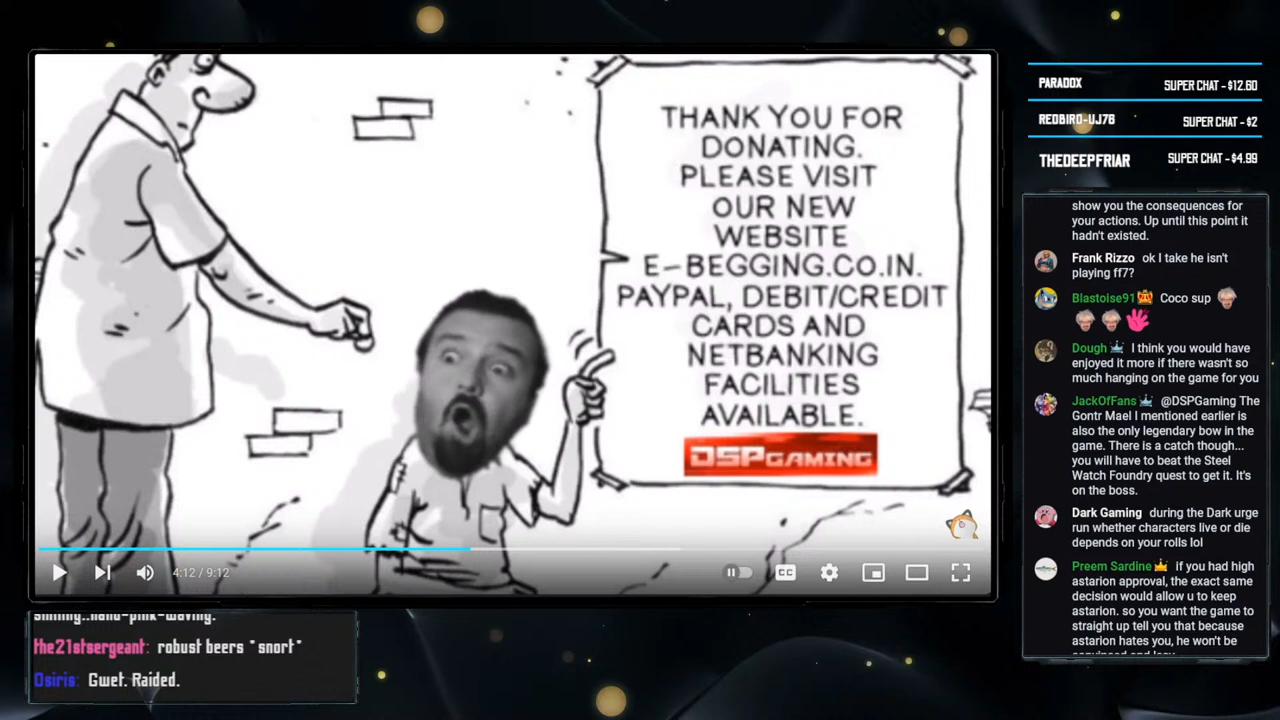 THANK YOU FOR
DONATING.
PLEASE VISIT
OUR NEW
WEBSITE
E-BEGGING.CO.IN.
PAYPAL, DEBIT/CREDIT
CARDS AND
NETBANKING
FACILITIES
AVAILABLE.
DSPGAMING
4:12 / 9:12
CC
PARADOX SUPER CHAT - $12.60
REDBIRD-UJ76 SUPER CHAT - $2
THEDEEPFRIAR SUPER CHAT - $4.99
show you the consequences for
your actions. Up until this point it
hadn't existed.
Frank Rizzo ok I take he isn't
playing ff7?
Blastoise91 Coco sup
Dough I think you would have
enjoyed it more if there wasn't so
much hanging on the game for you
JackOfFans @DSPGaming The
Gontr Mael I mentioned earlier is
also the only legendary bow in the
game. There is a catch though...
you will have to beat the Steel
Watch Foundry quest to get it. It's
on the boss.
Dark Gaming during the Dark urge
run whether characters live or die
depends on your rolls lol
Preem Sardine if you had high
astarion approval, the exact same
decision would allow u to keep
astarion. so you want the game to
straight up tell you that because
astarion hates you, he won't be
the21stsergeant: robust beers *snort*
Osiris: Gwet. Raided.